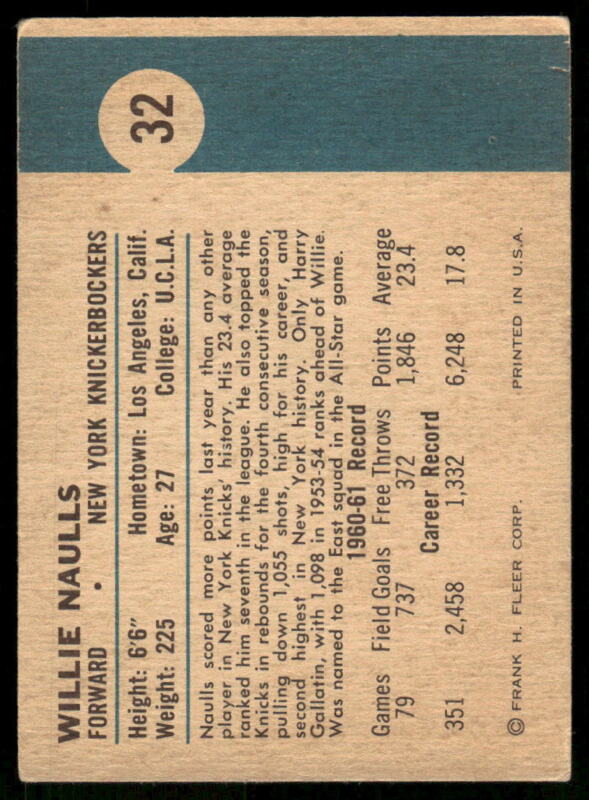 32
WILLIE NAULLS
FORWARD • NEW YORK KNICKERBOCKERS
Height: 6'6" Hometown: Los Angeles, Calif.
Weight: 225 Age: 27 College: U.C.L.A.
Naulls scored more points last year than any other
player in New York Knicks' history. His 23.4 average
ranked him seventh in the league. He also topped the
Knicks in rebounds for the fourth consecutive season,
pulling down 1,055 shots, high for his career, and
second highest in New York history. Only Harry
Gallatin, with 1,098 in 1953-54 ranks ahead of Willie.
Was named to the East squad in the All-Star game.
1960-61 Record
Games Field Goals Free Throws Points Average
79 737 372 1,846 23.4
Career Record
351 2,458 1,332 6,248 17.8
© FRANK H. FLEER CORP. PRINTED IN U.S.A.